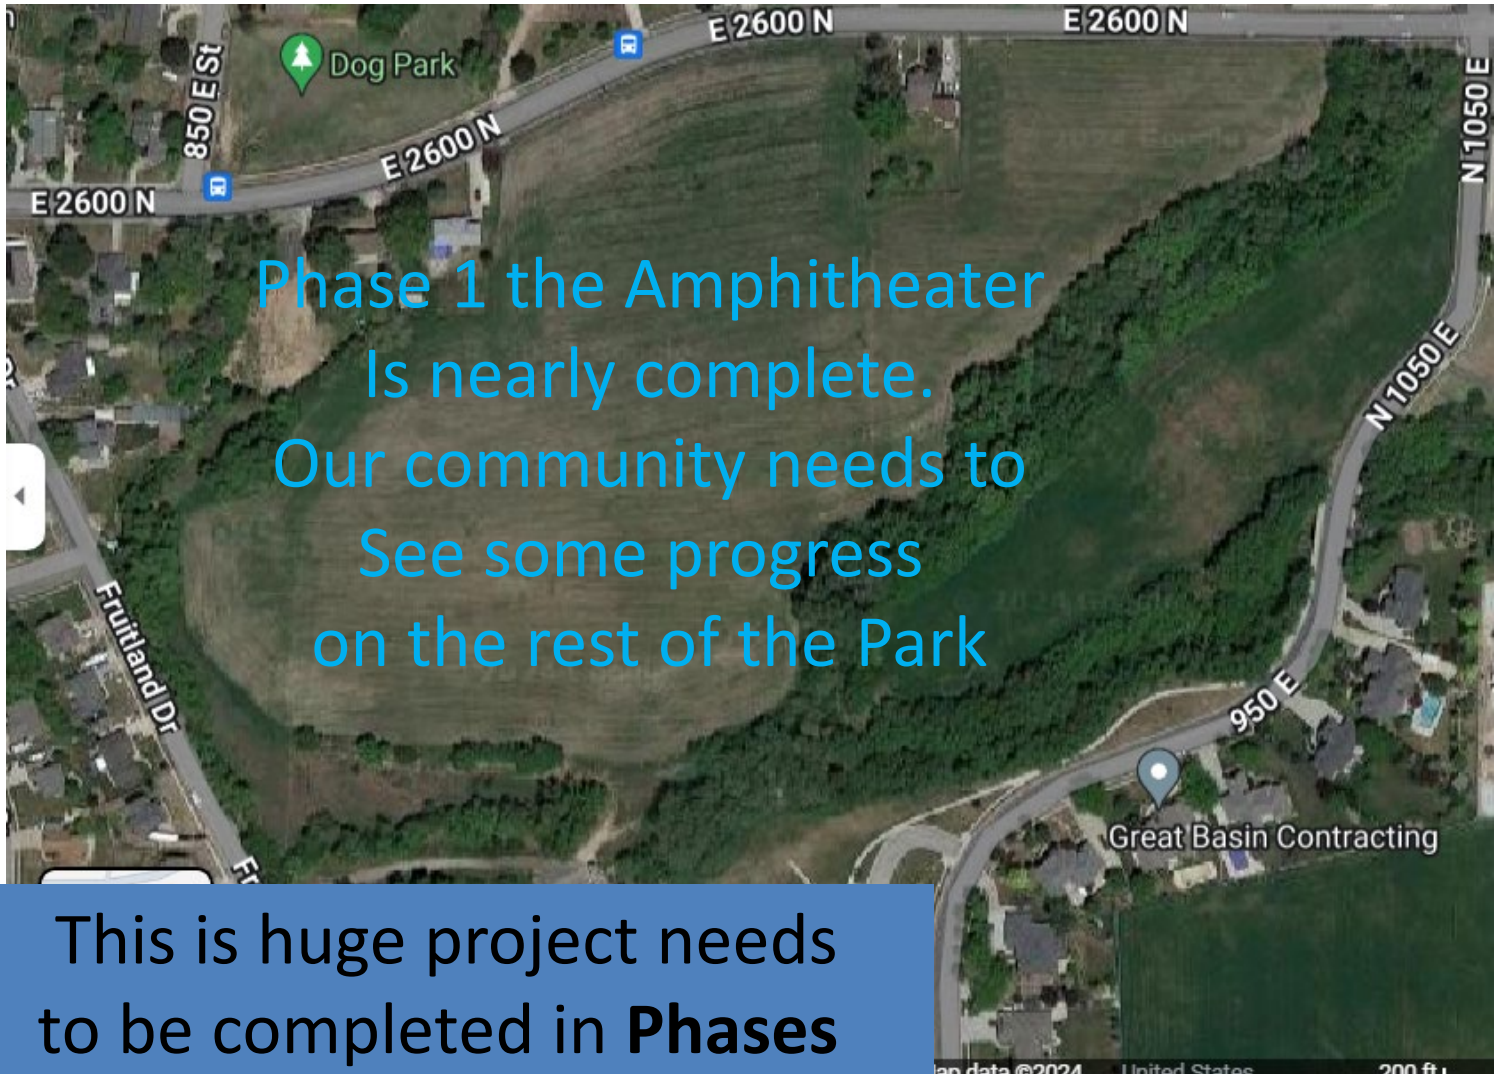 E 2600 N
E 2600 N
850 E St
Dog Park
E 2600 N
N 1050 E
E 2600 N
Phase 1 the Amphitheater
Is nearly complete.
Our community needs to
See some progress
on the rest of the Park
N 1050 E
Fruitland Dr
950 E
Great Basin Contracting
This is huge project needs
to be completed in Phases
data ©2024 United States 200 ft